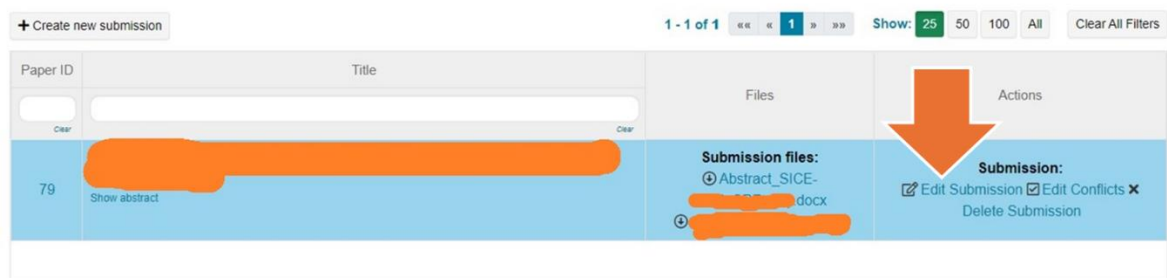 + Create new submission
1 - 1 of 1 «« « 1 » »» Show: 25 50 100 All Clear All Filters
Paper ID Title Files Actions
Clear Clear
79
Show abstract
Submission files:
Abstract_SICE-
docx
Submission:
Edit Submission Edit Conflicts ×
Delete Submission